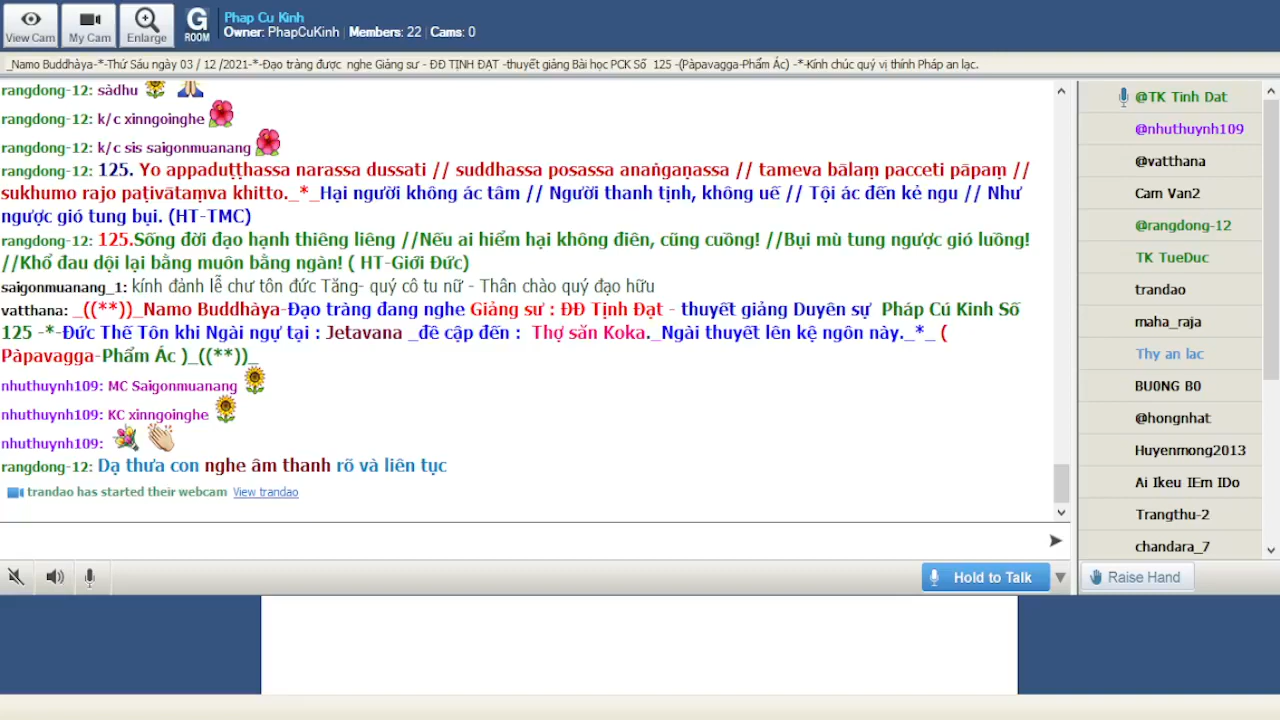 View Cam
My Cam
Enlarge
G
ROOM
Phap Cu Kinh
Owner: PhapCuKinh | Members: 22 | Cams: 0
_Namo Buddhàya-*-Thứ Sáu ngày 03 / 12 /2021-*-Đạo tràng được nghe Giảng sư - ĐĐ TỊNH ĐẠT -thuyết giảng Bài học PCK Số 125 -(Pàpavagga-Phẩm Ác) -*-Kính chúc quý vị thính Pháp an lạc.
rangdong-12: sàdhu
rangdong-12: k/c xinngoinghe
rangdong-12: k/c sis saigonmuanang
rangdong-12: 125. Yo appaduṭṭhassa narassa dussati // suddhassa posassa anaṅgaṇassa // tameva bālaṃ pacceti pāpaṃ //
sukhumo rajo paṭivātaṃva khitto._*_Hại người không ác tâm // Người thanh tịnh, không uế // Tội ác đến kẻ ngu // Như
ngược gió tung bụi. (HT-TMC)
rangdong-12: 125.Sống đời đạo hạnh thiêng liêng //Nếu ai hiểm hại không điên, cũng cuồng! //Bụi mù tung ngược gió luồng!
//Khổ đau dội lại bằng muôn bằng ngàn! ( HT-Giới Đức)
saigonmuanang_1: kính đảnh lễ chư tôn đức Tăng- quý cô tu nữ - Thân chào quý đạo hữu
vatthana: _((**))_Namo Buddhàya-Đạo tràng đang nghe Giảng sư : ĐĐ Tịnh Đạt - thuyết giảng Duyên sự Pháp Cú Kinh Số
125 -*-Đức Thế Tôn khi Ngài ngự tại : Jetavana _đề cập đến : Thợ săn Koka._Ngài thuyết lên kệ ngôn này._*_ (
Pàpavagga-Phẩm Ác )_((**))_
nhuthuynh109: MC Saigonmuanang
nhuthuynh109: KC xinngoinghe
nhuthuynh109:
rangdong-12: Dạ thưa con nghe âm thanh rõ và liên tục
trandao has started their webcam View trandao
Hold to Talk
@TK Tinh Dat
@nhuthuynh109
@vatthana
Cam Van2
@rangdong-12
TK TueDuc
trandao
maha_raja
Thy an lac
BU0NG B0
@hongnhat
Huyenmong2013
Ai Ikeu IEm IDo
Trangthu-2
chandara_7
Raise Hand